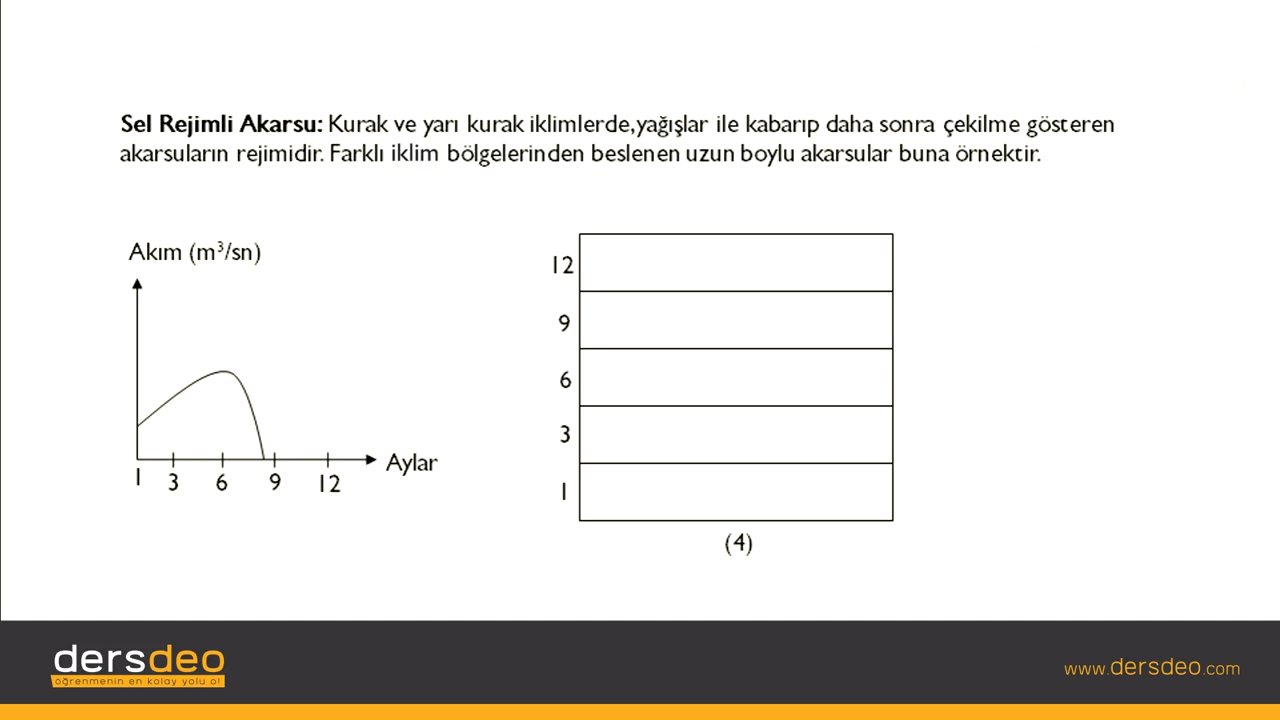 Sel Rejimli Akarsu: Kurak ve yarı kurak iklimlerde,yağışlar ile kabarıp daha sonra çekilme gösteren
akarsuların rejimidir. Farklı iklim bölgelerinden beslenen uzun boylu akarsular buna örnektir.
Akım (m³/sn)
Aylar
1 3 6 9 12
12
9
6
3
1
(4)
dersdeo
öğrenmenin en kolay yolu o!
www.dersdeo.com